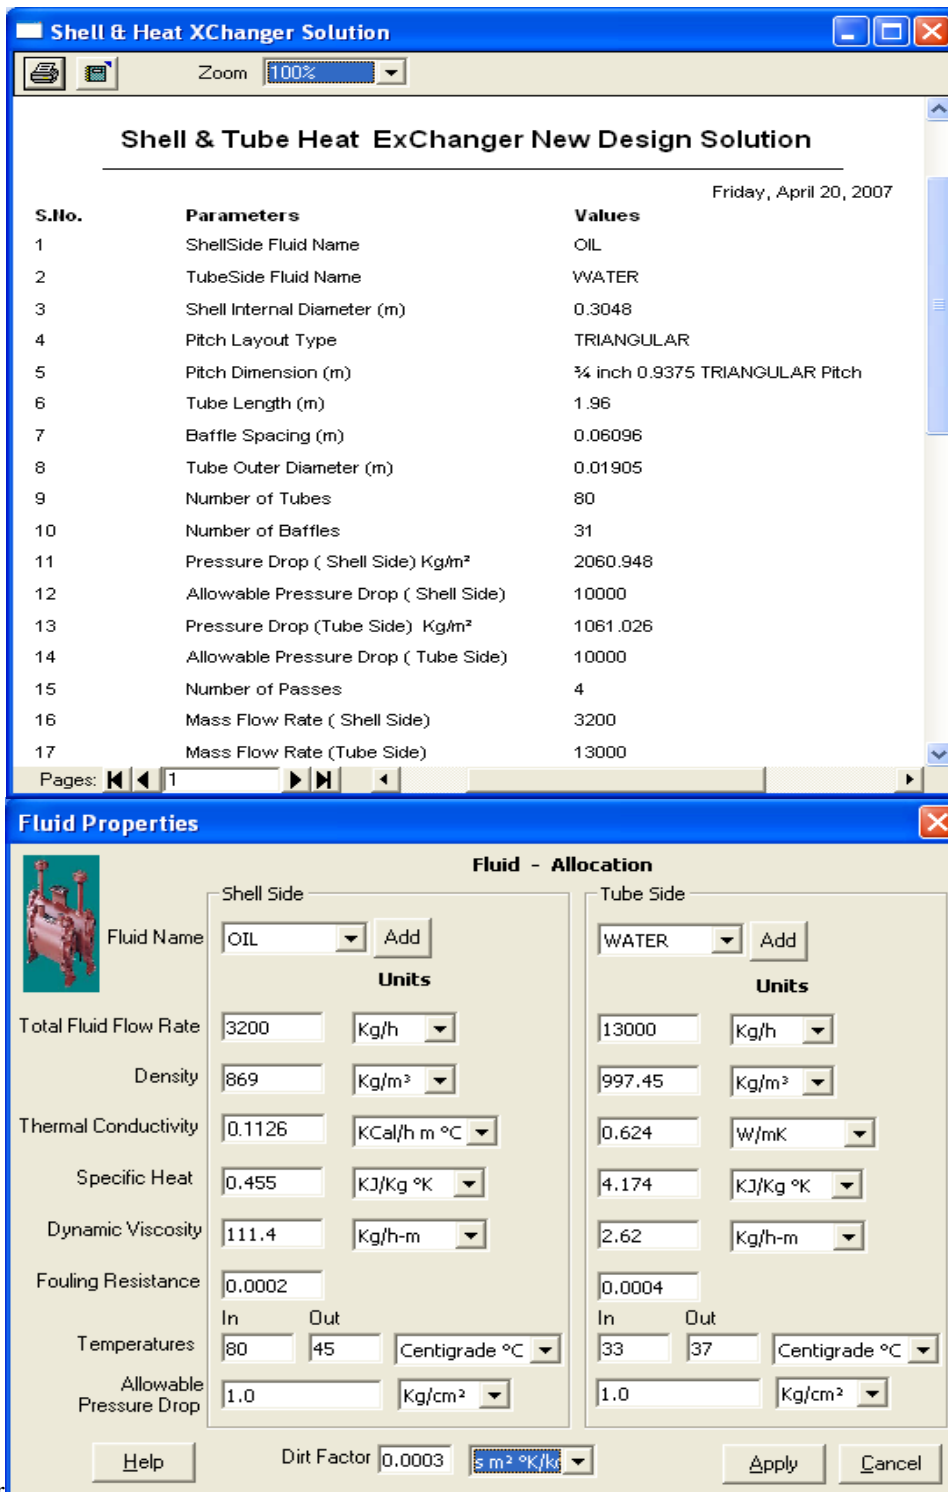 Shell & Heat XChanger Solution
Zoom 100%
Shell & Tube Heat ExChanger New Design Solution
Friday, April 20, 2007
S.No. Parameters Values
1 ShellSide Fluid Name OIL
2 TubeSide Fluid Name WATER
3 Shell Internal Diameter (m) 0.3048
4 Pitch Layout Type TRIANGULAR
5 Pitch Dimension (m) ¾ inch 0.9375 TRIANGULAR Pitch
6 Tube Length (m) 1.96
7 Baffle Spacing (m) 0.06096
8 Tube Outer Diameter (m) 0.01905
9 Number of Tubes 80
10 Number of Baffles 31
11 Pressure Drop ( Shell Side) Kg/m² 2060.948
12 Allowable Pressure Drop ( Shell Side) 10000
13 Pressure Drop (Tube Side) Kg/m² 1061.026
14 Allowable Pressure Drop ( Tube Side) 10000
15 Number of Passes 4
16 Mass Flow Rate ( Shell Side) 3200
17 Mass Flow Rate (Tube Side) 13000
Pages: 1
Fluid Properties
Fluid - Allocation
Shell Side Tube Side
Fluid Name OIL Add WATER Add
Units Units
Total Fluid Flow Rate 3200 Kg/h 13000 Kg/h
Density 869 Kg/m³ 997.45 Kg/m³
Thermal Conductivity 0.1126 KCal/h m °C 0.624 W/mK
Specific Heat 0.455 KJ/Kg °K 4.174 KJ/Kg °K
Dynamic Viscosity 111.4 Kg/h-m 2.62 Kg/h-m
Fouling Resistance 0.0002 0.0004
In Out In Out
Temperatures 80 45 Centigrade °C 33 37 Centigrade °C
Allowable Pressure Drop 1.0 Kg/cm² 1.0 Kg/cm²
Help Dirt Factor 0.0003 s m² °K/k Apply Cancel